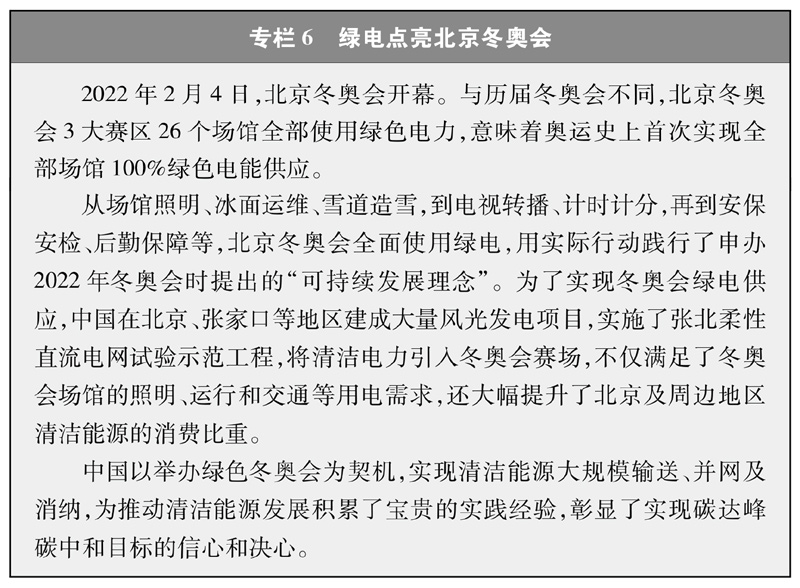 专栏 6　绿电点亮北京冬奥会
2022 年 2 月 4 日，北京冬奥会开幕。与历届冬奥会不同，北京冬奥
会 3 大赛区 26 个场馆全部使用绿色电力，意味着奥运史上首次实现全
部场馆 100%绿色电能供应。
从场馆照明、冰面运维、雪道造雪，到电视转播、计时计分，再到安保
安检、后勤保障等，北京冬奥会全面使用绿电，用实际行动践行了申办
2022 年冬奥会时提出的“可持续发展理念”。为了实现冬奥会绿电供
应，中国在北京、张家口等地区建成大量风光发电项目，实施了张北柔性
直流电网试验示范工程，将清洁电力引入冬奥会赛场，不仅满足了冬奥
会场馆的照明、运行和交通等用电需求，还大幅提升了北京及周边地区
清洁能源的消费比重。
中国以举办绿色冬奥会为契机，实现清洁能源大规模输送、并网及
消纳，为推动清洁能源发展积累了宝贵的实践经验，彰显了实现碳达峰
碳中和目标的信心和决心。